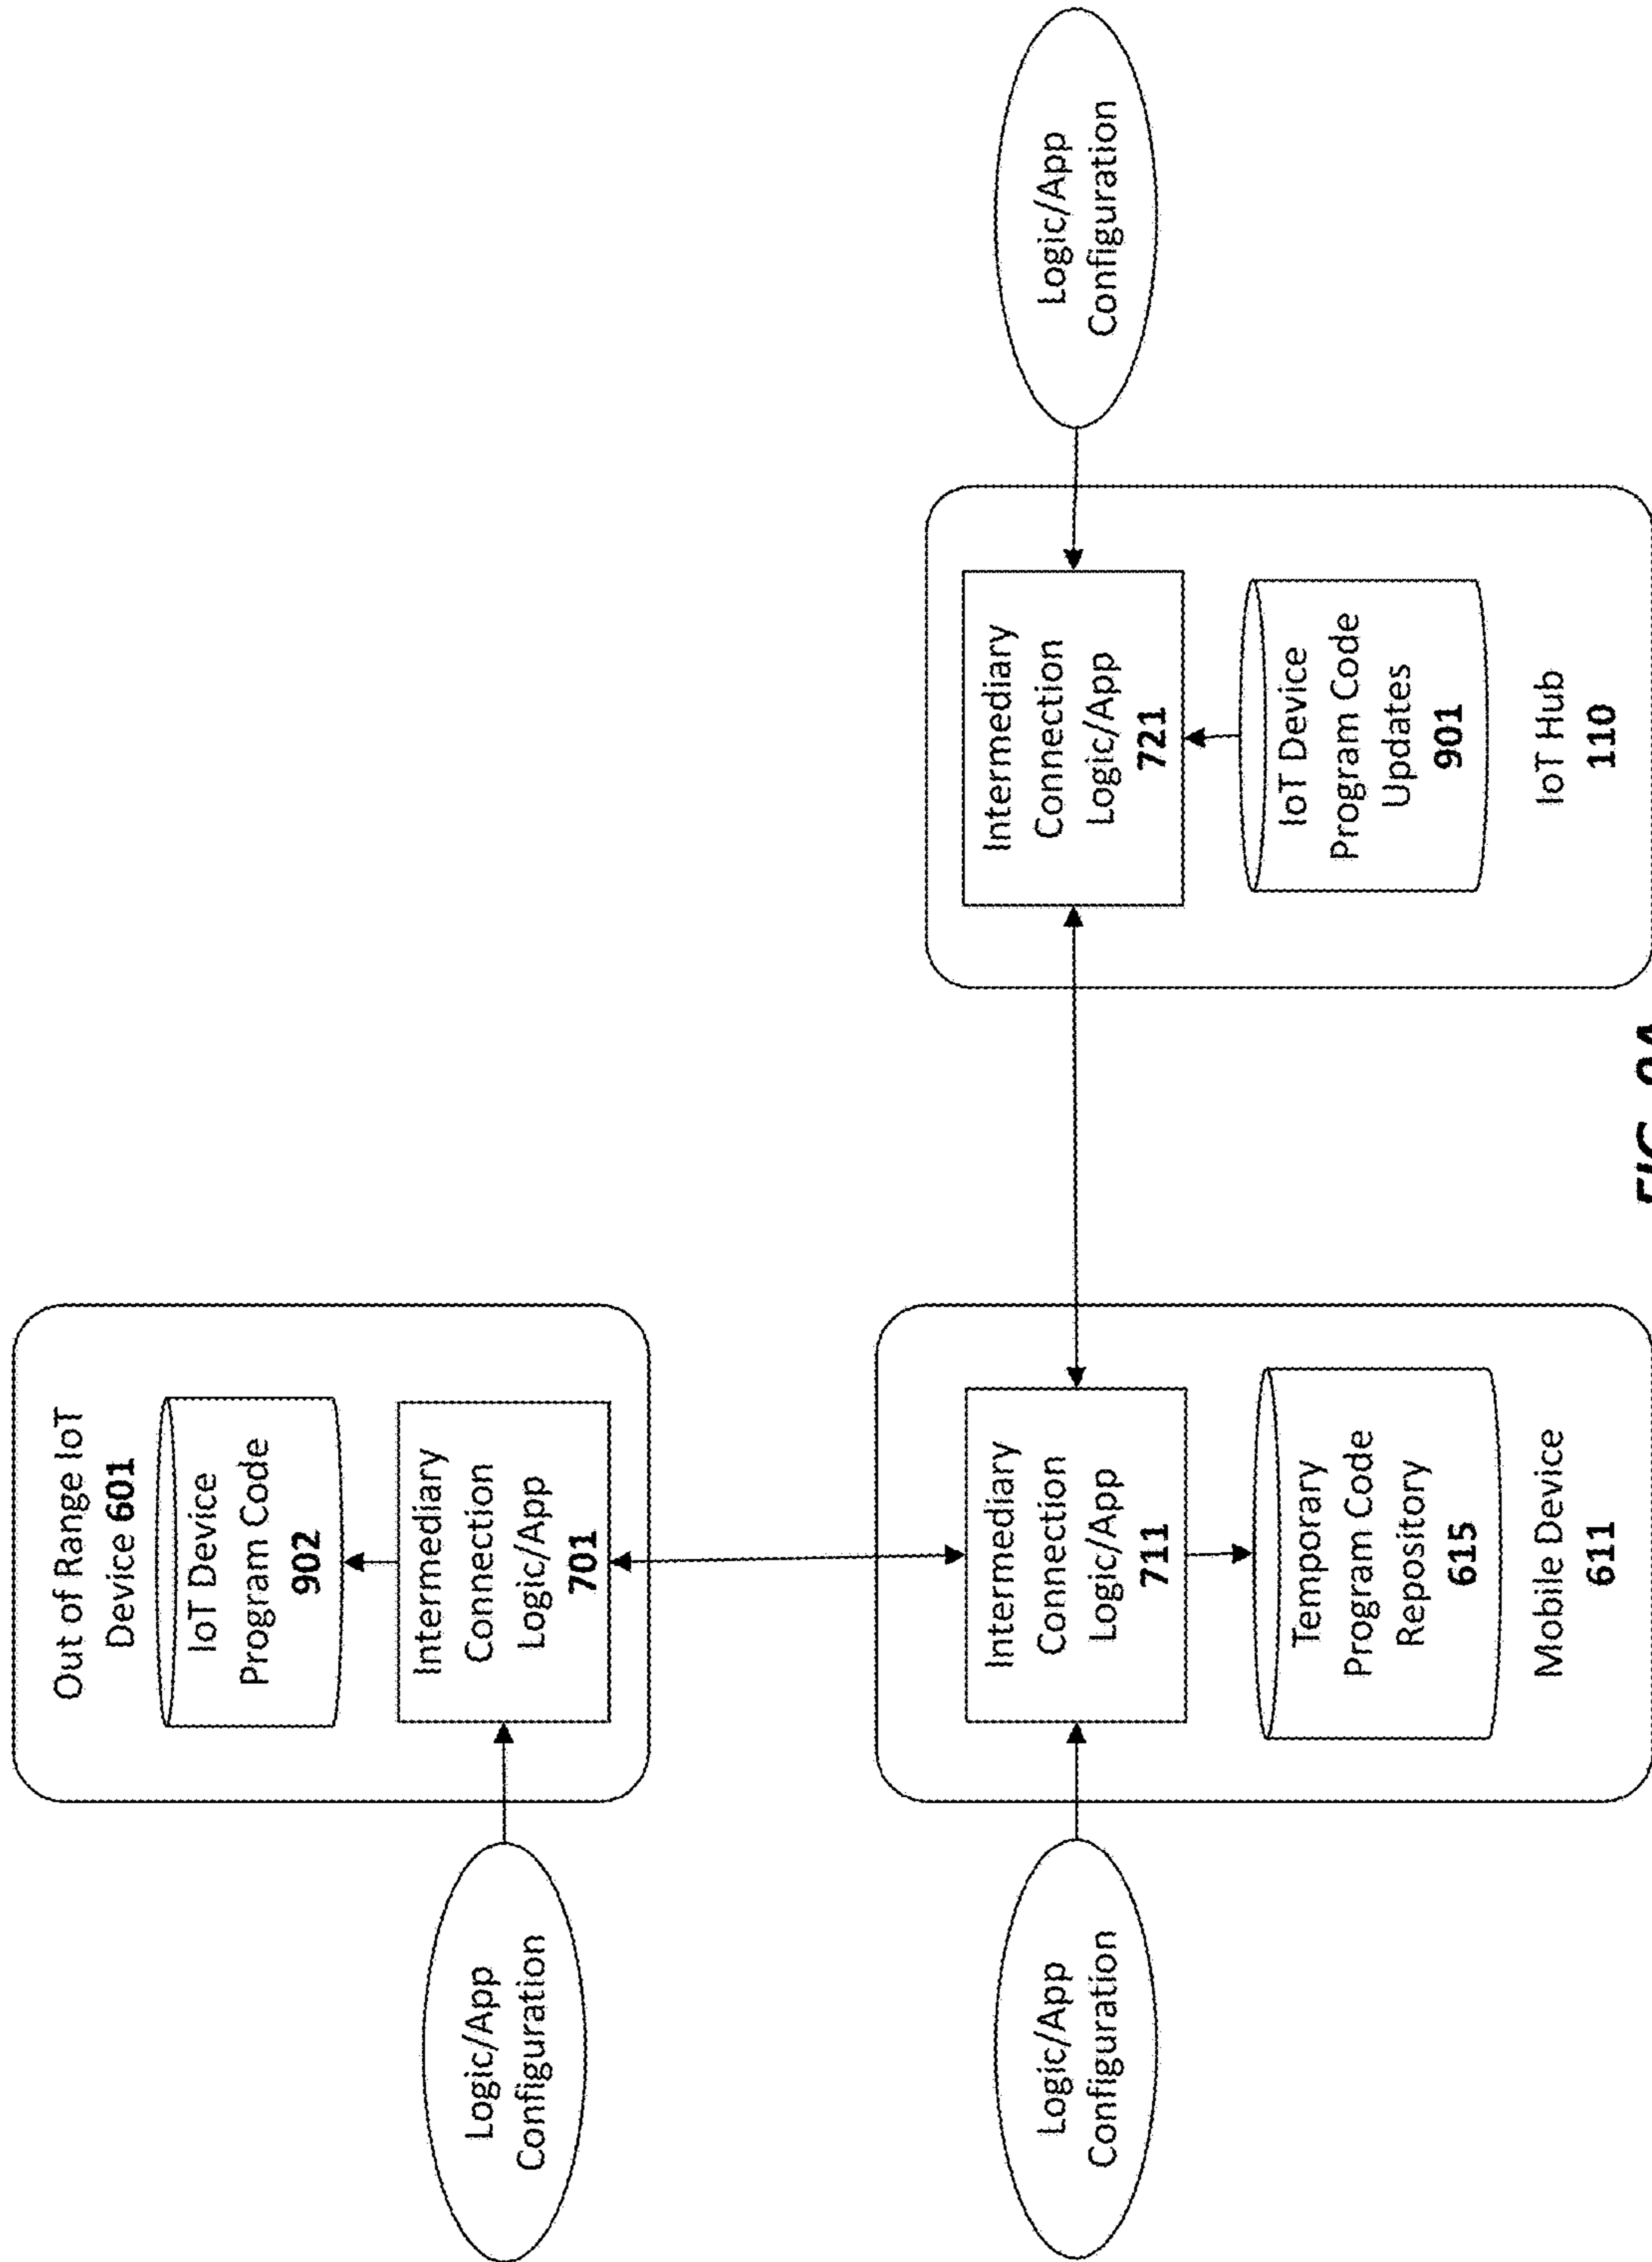 Out of Range IoT
Device 601
IoT Device
Program Code
902
Logic/App
Configuration
Intermediary
Connection
Logic/App
701
Logic/App
Configuration
Intermediary
Connection
Logic/App
711
Temporary
Program Code
Repository
615
Mobile Device
611
Intermediary
Connection
Logic/App
721
IoT Device
Program Code
Updates
901
IoT Hub
110
Logic/App
Configuration
FIG. 9A